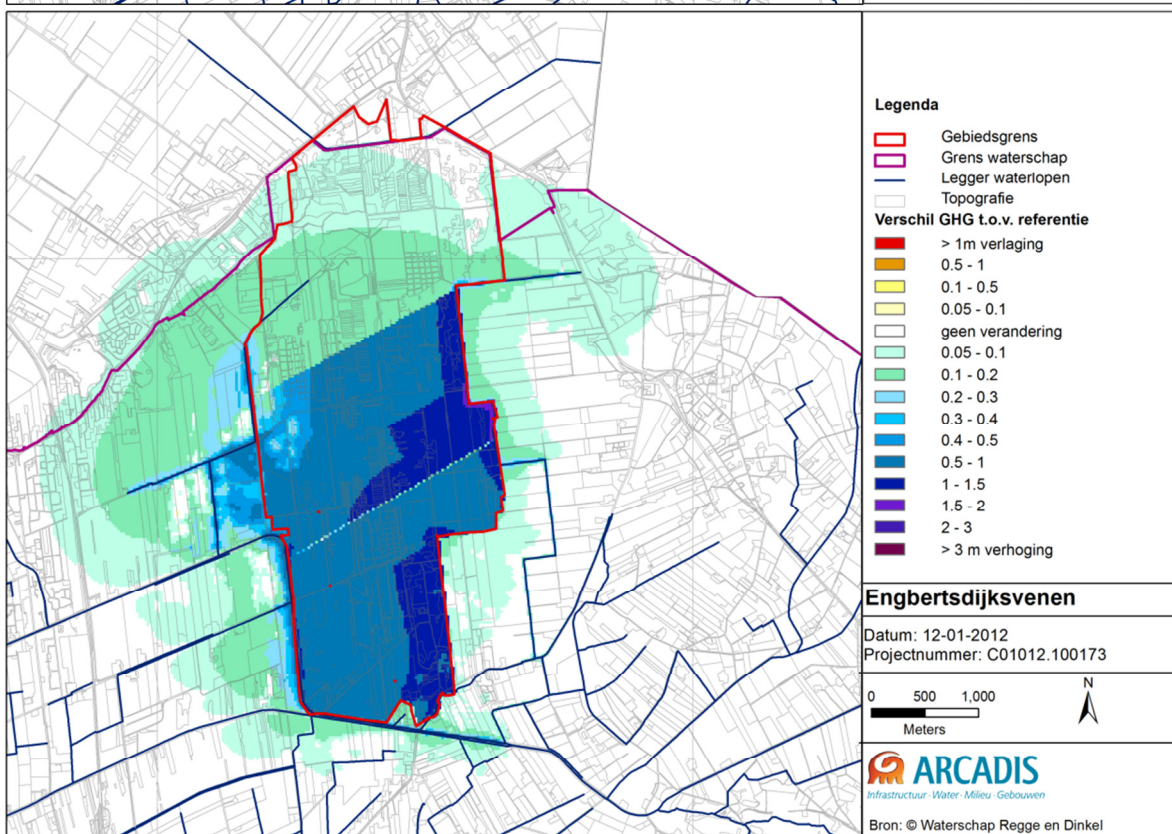 Legenda
Gebiedsgrens
Grens waterschap
Legger waterlopen
Topografie
Verschil GHG t.o.v. referentie
> 1m verlaging
0.5 - 1
0.1 - 0.5
0.05 - 0.1
geen verandering
0.05 - 0.1
0.1 - 0.2
0.2 - 0.3
0.3 - 0.4
0.4 - 0.5
0.5 - 1
1 - 1.5
1.5 - 2
2 - 3
> 3 m verhoging
Engbertsdijksvenen
Datum: 12-01-2012
Projectnummer: C01012.100173
0 500 1,000
Meters
N
ARCADIS
Infrastructuur · Water · Milieu · Gebouwen
Bron: © Waterschap Regge en Dinkel